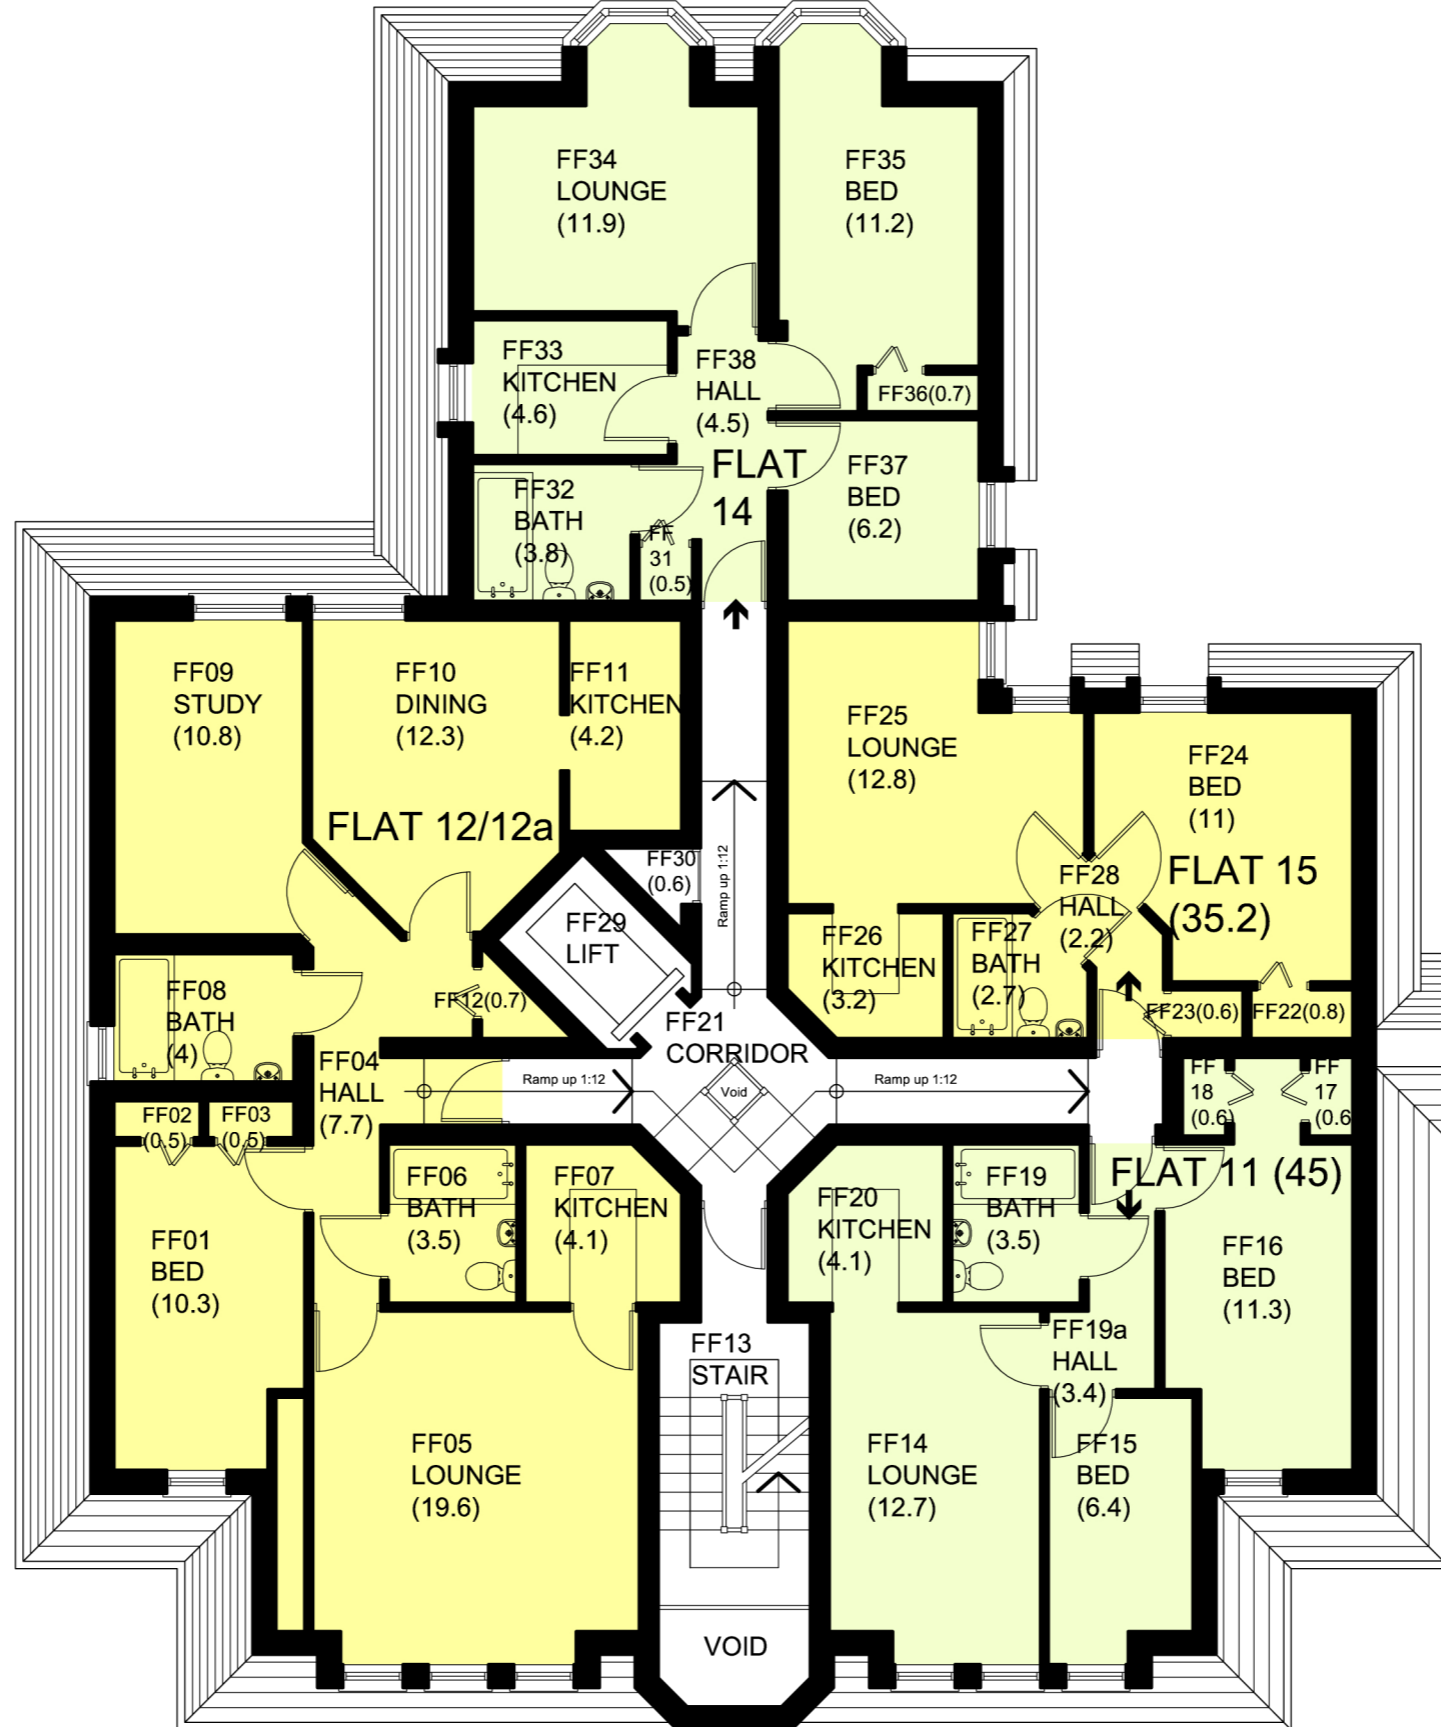 FF34
LOUNGE
(11.9)
FF35
BED
(11.2)
FF33
KITCHEN
(4.6)
FF38
HALL
(4.5)
FF36(0.7)
FLAT
14
FF37
BED
(6.2)
FF32
BATH
(3.8)
FF
31
(0.5)
FF09
STUDY
(10.8)
FF10
DINING
(12.3)
FF11
KITCHEN
(4.2)
FLAT 12/12a
FF25
LOUNGE
(12.8)
FF24
BED
(11)
FLAT 15
(35.2)
FF30
(0.6)
Ramp up 1:12
FF28
HALL
(2.2)
FF29
LIFT
FF26
KITCHEN
(3.2)
FF27
BATH
(2.7)
FF08
BATH
(4)
FF12(0.7)
FF21
CORRIDOR
FF23(0.6)
FF22(0.8)
FF04
HALL
(7.7)
Ramp up 1:12
Void
Ramp up 1:12
FF
18
(0.6)
FF
17
(0.6
FF02
(0.5)
FF03
(0.5)
FF06
BATH
(3.5)
FF07
KITCHEN
(4.1)
FF20
KITCHEN
(4.1)
FF19
BATH
(3.5)
FLAT 11 (45)
FF01
BED
(10.3)
FF16
BED
(11.3)
FF13
STAIR
FF19a
HALL
(3.4)
FF05
LOUNGE
(19.6)
FF14
LOUNGE
(12.7)
FF15
BED
(6.4)
VOID